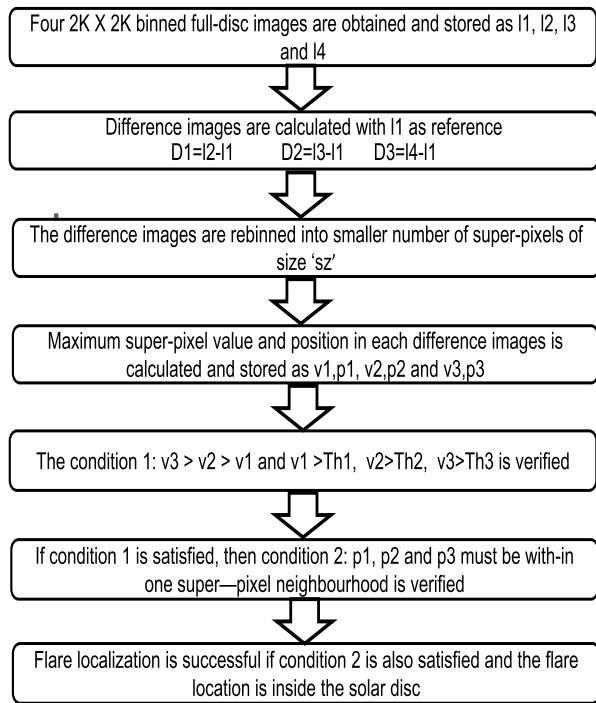 Four 2K X 2K binned full-disc images are obtained and stored as I1, I2, I3
and I4
Difference images are calculated with I1 as reference
D1=I2-I1 D2=I3-I1 D3=I4-I1
The difference images are rebinned into smaller number of super-pixels of
size ‘sz’
Maximum super-pixel value and position in each difference images is
calculated and stored as v1,p1, v2,p2 and v3,p3
The condition 1: v3 > v2 > v1 and v1 >Th1, v2>Th2, v3>Th3 is verified
If condition 1 is satisfied, then condition 2: p1, p2 and p3 must be with-in
one super—pixel neighbourhood is verified
Flare localization is successful if condition 2 is also satisfied and the flare
location is inside the solar disc